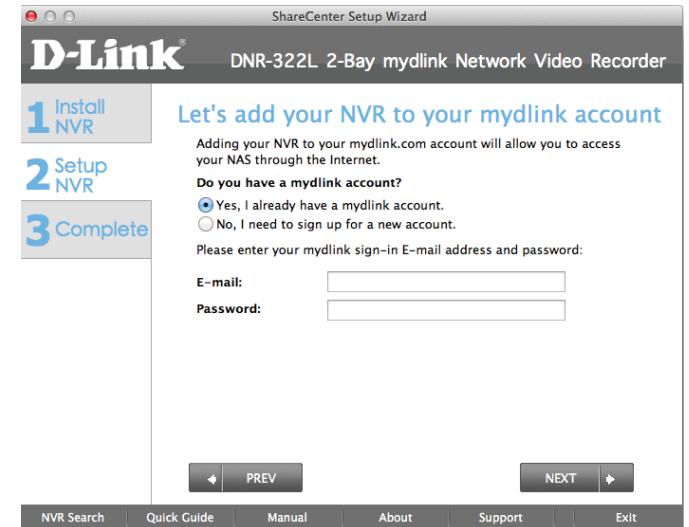 ShareCenter Setup Wizard
D-Link®
DNR-322L 2-Bay mydlink Network Video Recorder
1 Install NVR
2 Setup NVR
3 Complete
Let's add your NVR to your mydlink account
Adding your NVR to your mydlink.com account will allow you to access
your NAS through the Internet.
Do you have a mydlink account?
Yes, I already have a mydlink account.
No, I need to sign up for a new account.
Please enter your mydlink sign-in E-mail address and password:
E-mail:
Password:
PREV
NEXT
NVR Search Quick Guide Manual About Support Exit